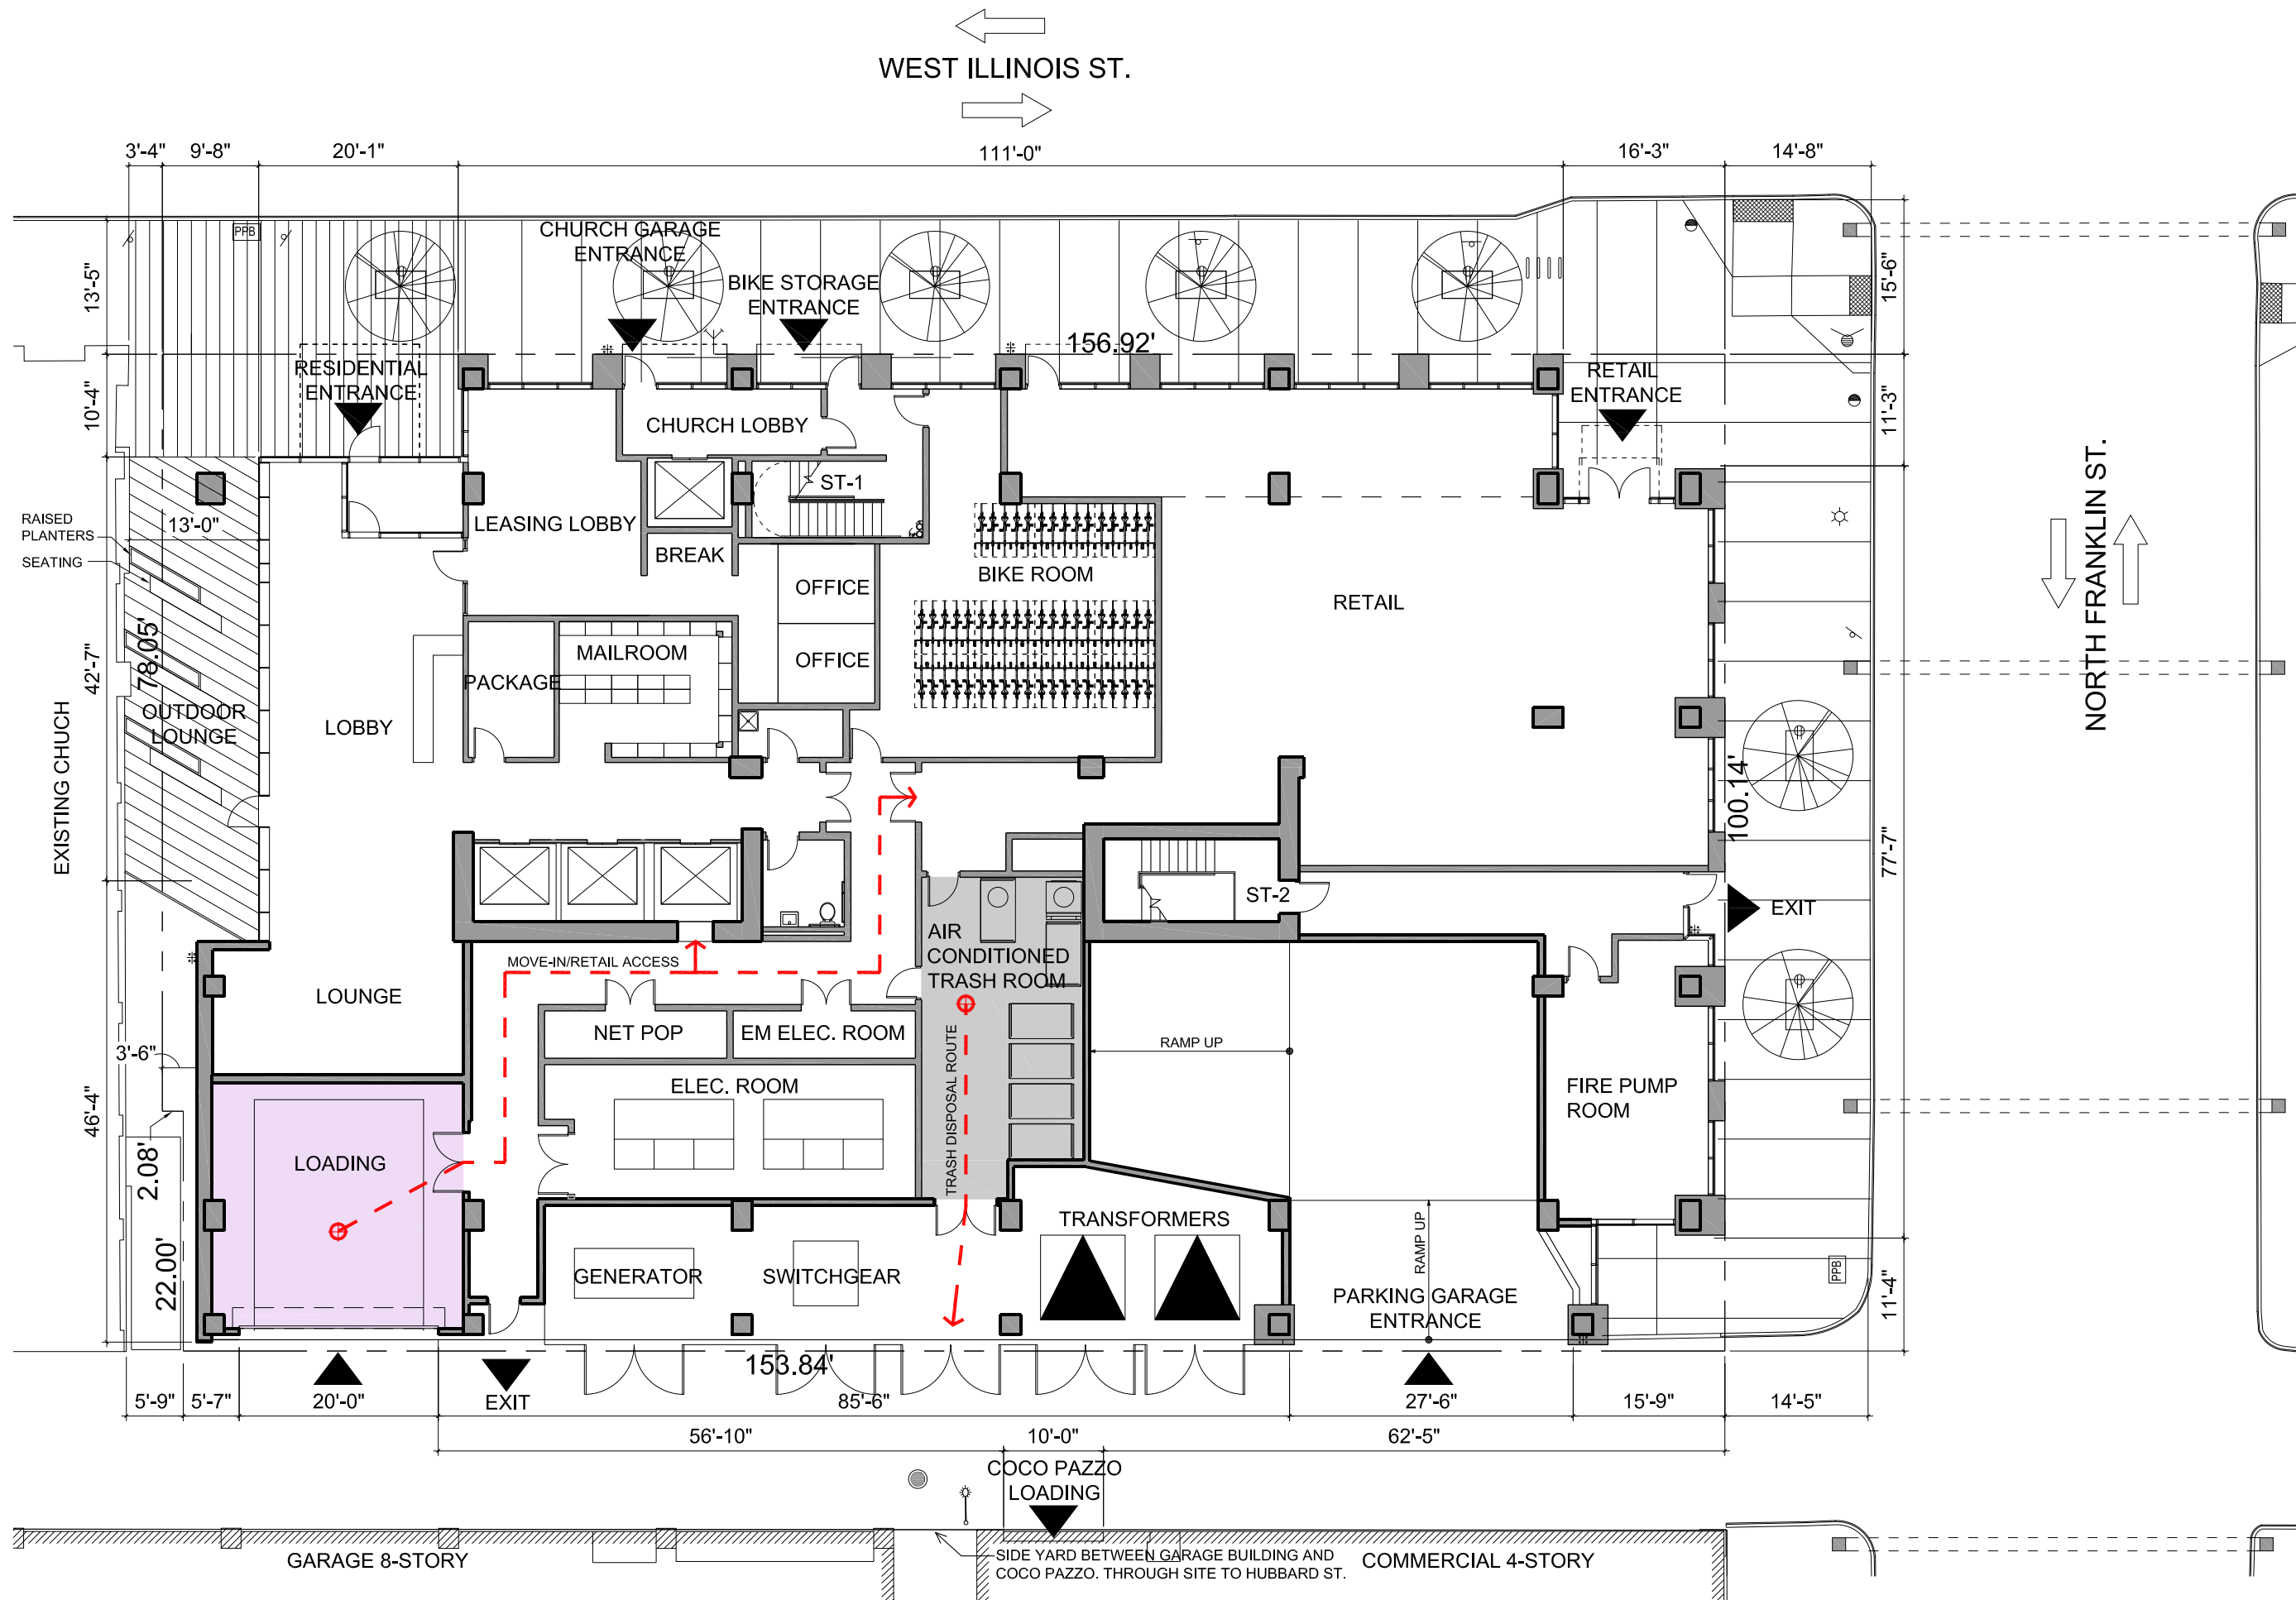 WEST ILLINOIS ST.
3'-4"
9'-8"
20'-1"
111'-0"
16'-3"
14'-8"
PPB
CHURCH GARAGE
ENTRANCE
BIKE STORAGE
ENTRANCE
13'-5"
15'-6"
156.92'
RESIDENTIAL
ENTRANCE
RETAIL
ENTRANCE
10'-4"
11'-3"
CHURCH LOBBY
ST-1
RAISED
PLANTERS
SEATING
13'-0"
LEASING LOBBY
BREAK
OFFICE
OFFICE
BIKE ROOM
RETAIL
NORTH FRANKLIN ST.
MAILROOM
PACKAGE
42'-7"
78.05'
OUTDOOR
LOUNGE
LOBBY
EXISTING CHUCH
100.14'
77'-7"
ST-2
EXIT
AIR
CONDITIONED
TRASH ROOM
MOVE-IN/RETAIL ACCESS
LOUNGE
NET POP
EM ELEC. ROOM
RAMP UP
3'-6"
ELEC. ROOM
TRASH DISPOSAL ROUTE
FIRE PUMP
ROOM
46'-4"
LOADING
2.08'
22.00'
TRANSFORMERS
RAMP UP
GENERATOR
SWITCHGEAR
PPB
PARKING GARAGE
ENTRANCE
11'-4"
153.84'
5'-9"
5'-7"
20'-0"
EXIT
85'-6"
27'-6"
15'-9"
14'-5"
56'-10"
10'-0"
62'-5"
COCO PAZZO
LOADING
GARAGE 8-STORY
SIDE YARD BETWEEN GARAGE BUILDING AND
COCO PAZZO. THROUGH SITE TO HUBBARD ST.
COMMERCIAL 4-STORY